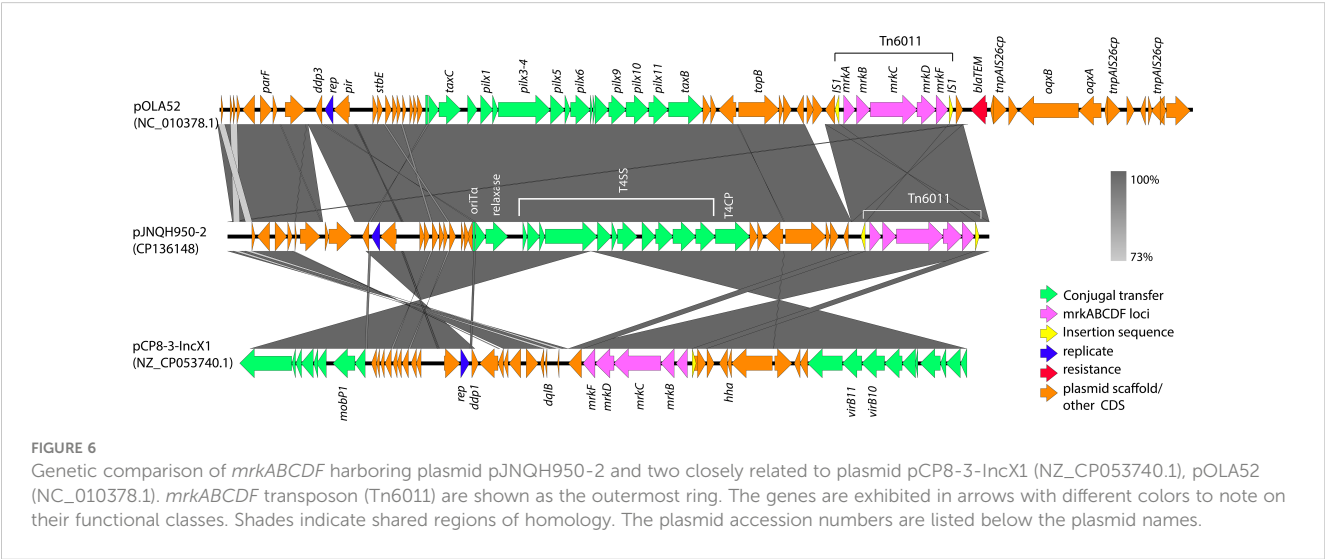 Tn6011
parF
ddp3
rep
pir
stbE
taxC
pilx1
pilx3-4
pilx5
pilx6
pilx9
pilx10
pilx11
taxB
topB
IS1
mrkA
mrkB
mrkC
mrkD
mrkF
IS1
blaTEM
tnpAIS26cp
oqxB
oqxA
tnpAIS26cp
tnpAIS26cp
pOLA52
(NC_010378.1)
oriTα
relaxase
T4SS
T4CP
Tn6011
100%
73%
pJNQH950-2
(CP136148)
Conjugal transfer
mrkABCDF loci
Insertion sequence
replicate
resistance
plasmid scaffold/
other CDS
pCP8-3-IncX1
(NZ_CP053740.1)
mobP1
rep
ddp1
dqlB
mrkF
mrkD
mrkC
mrkB
hha
virB11
virB10
FIGURE 6
Genetic comparison of mrkABCDF harboring plasmid pJNQH950-2 and two closely related to plasmid pCP8-3-IncX1 (NZ_CP053740.1), pOLA52
(NC_010378.1). mrkABCDF transposon (Tn6011) are shown as the outermost ring. The genes are exhibited in arrows with different colors to note on
their functional classes. Shades indicate shared regions of homology. The plasmid accession numbers are listed below the plasmid names.